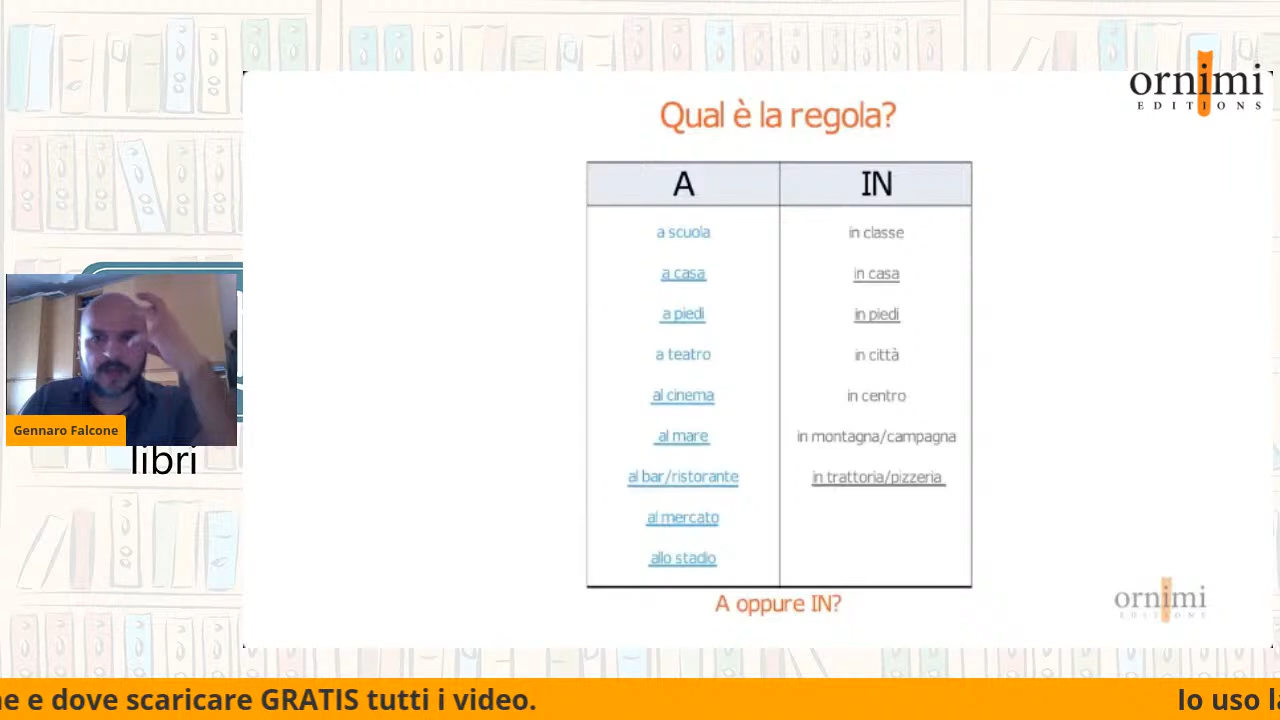 ornimi
EDITIONS
Qual è la regola?
A IN
a scuola in classe
a casa in casa
a piedi in piedi
a teatro in città
al cinema in centro
al mare in montagna/campagna
al bar/ristorante in trattoria/pizzeria
al mercato
allo stadio
A oppure IN?
ornimi
EDITIONS
Gennaro Falcone
libri
e dove scaricare GRATIS tutti i video. Io uso